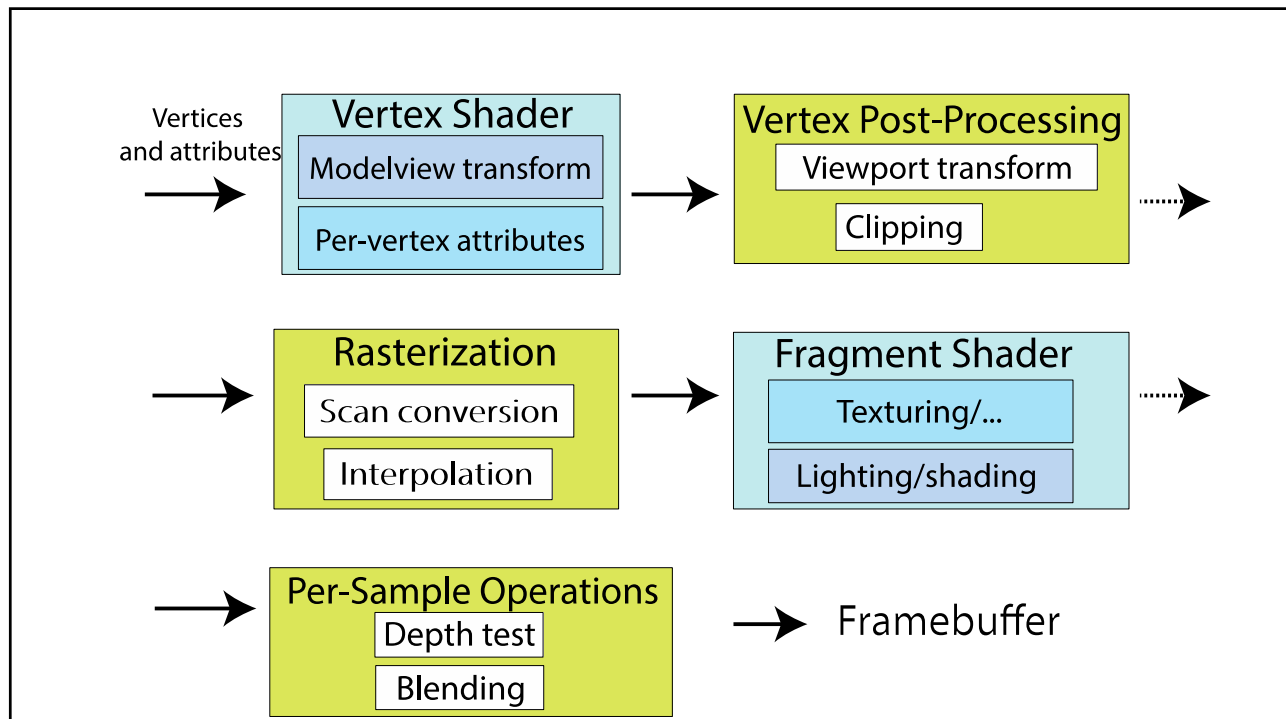 Vertices
and attributes
Vertex Shader
Modelview transform
Per-vertex attributes
Vertex Post-Processing
Viewport transform
Clipping
Rasterization
Scan conversion
Interpolation
Fragment Shader
Texturing/...
Lighting/shading
Per-Sample Operations
Depth test
Blending
Framebuffer